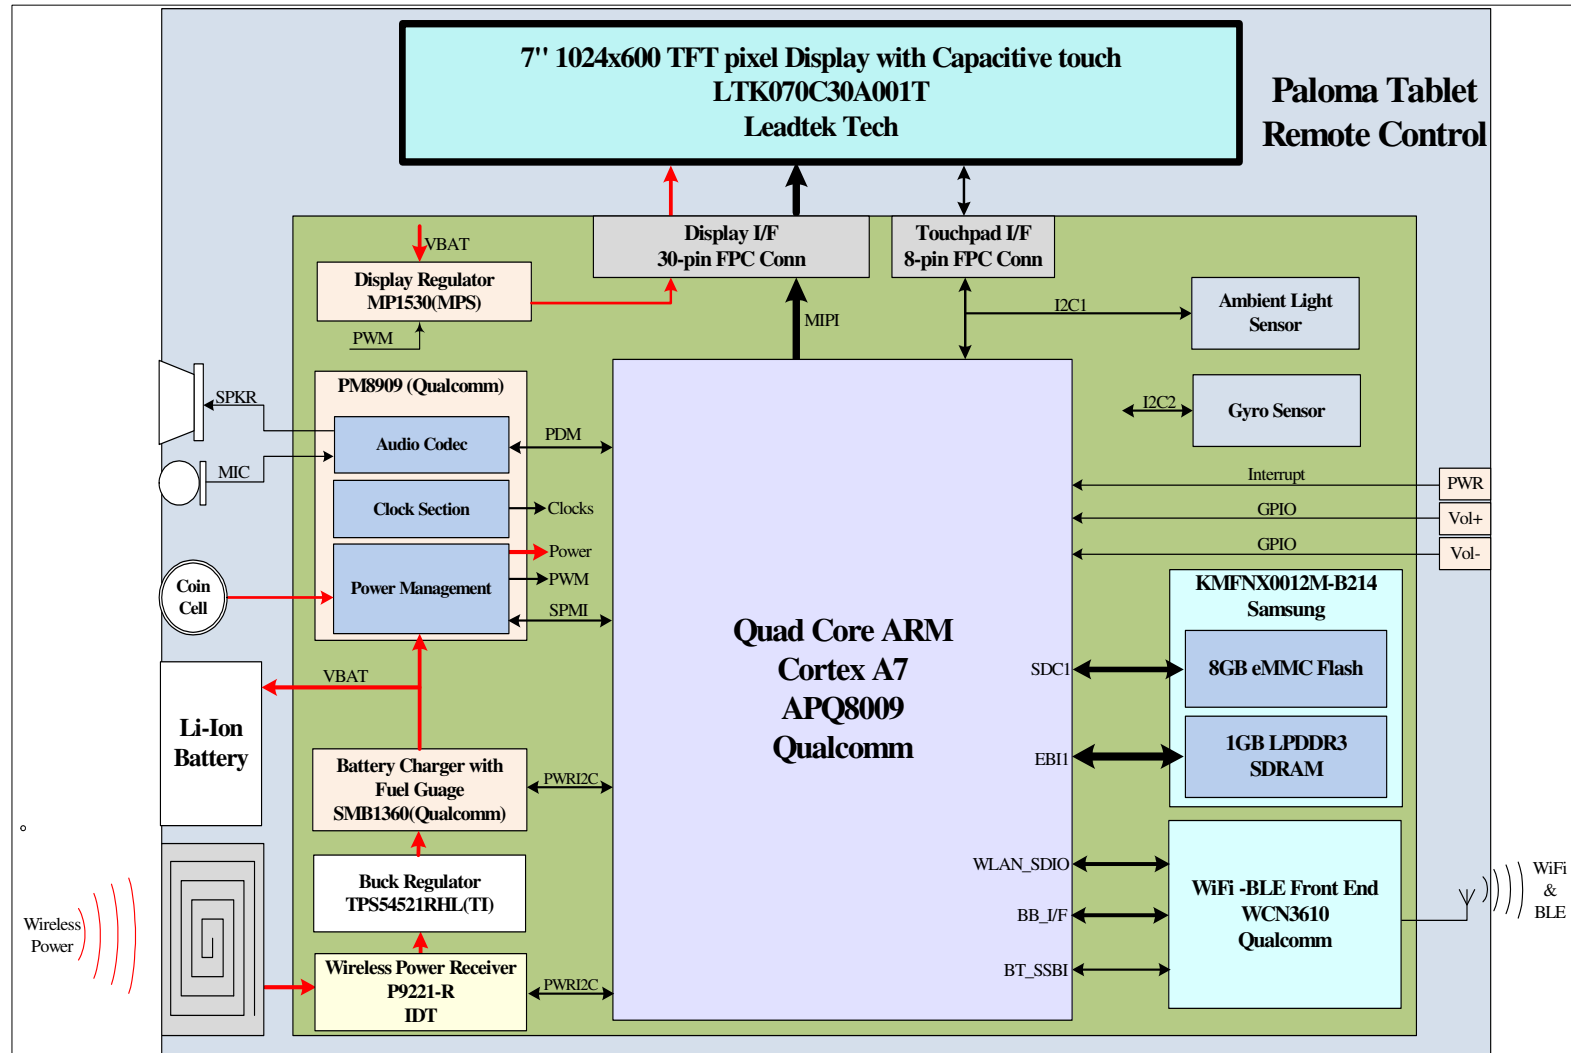 7" 1024x600 TFT pixel Display with Capacitive touch
LTK070C30A001T
Leadtek Tech
Paloma Tablet
Remote Control
Display I/F
30-pin FPC Conn
Touchpad I/F
8-pin FPC Conn
VBAT
Display Regulator
MP1530(MPS)
PWM
MIPI
I2C1
Ambient Light
Sensor
I2C2
Gyro Sensor
PM8909 (Qualcomm)
SPKR
Audio Codec
PDM
MIC
Clock Section
Clocks
Power
Power Management
PWM
SPMI
Coin
Cell
Interrupt
PWR
GPIO
Vol+
GPIO
Vol-
KMFNX0012M-B214
Samsung
Quad Core ARM
Cortex A7
APQ8009
Qualcomm
SDC1
8GB eMMC Flash
EBI1
1GB LPDDR3
SDRAM
VBAT
Li-Ion
Battery
Battery Charger with
Fuel Guage
SMB1360(Qualcomm)
PWRI2C
Buck Regulator
TPS54521RHL(TI)
Wireless
Power
Wireless Power Receiver
P9221-R
IDT
PWRI2C
WLAN_SDIO
BB_I/F
BT_SSBI
WiFi -BLE Front End
WCN3610
Qualcomm
WiFi
&
BLE